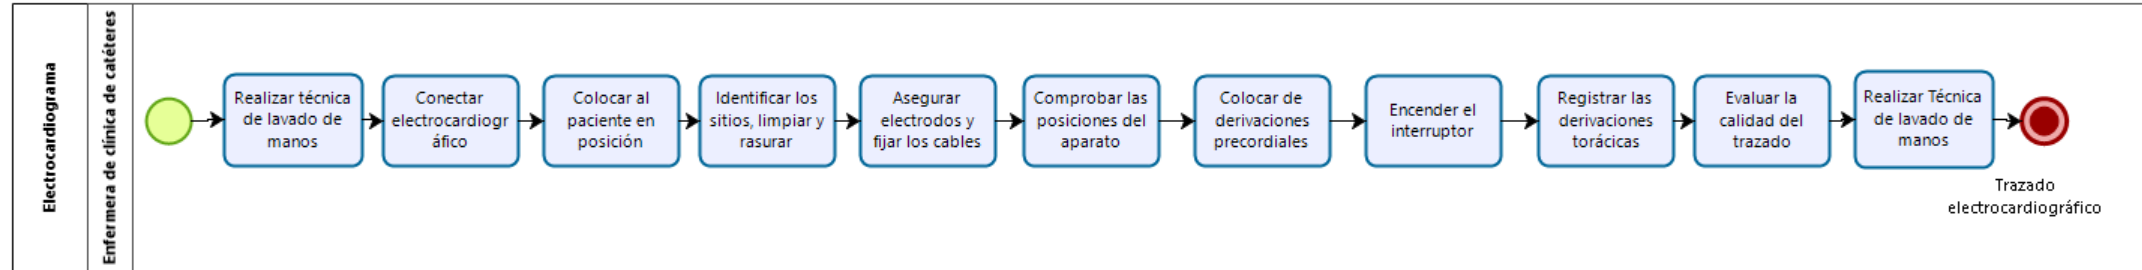 Electrocardiograma
Enfermera de clínica de catéteres
Realizar técnica
de lavado de
manos
Conectar
electrocardiogr
áfico
Colocar al
paciente en
posición
Identificar los
sitios, limpiar y
rasurar
Asegurar
electrodos y
fijar los cables
Comprobar las
posiciones del
aparato
Colocar de
derivaciones
precordiales
Encender el
interruptor
Registrar las
derivaciones
torácicas
Evaluar la
calidad del
trazado
Realizar Técnica
de lavado de
manos
Trazado
electrocardiográfico